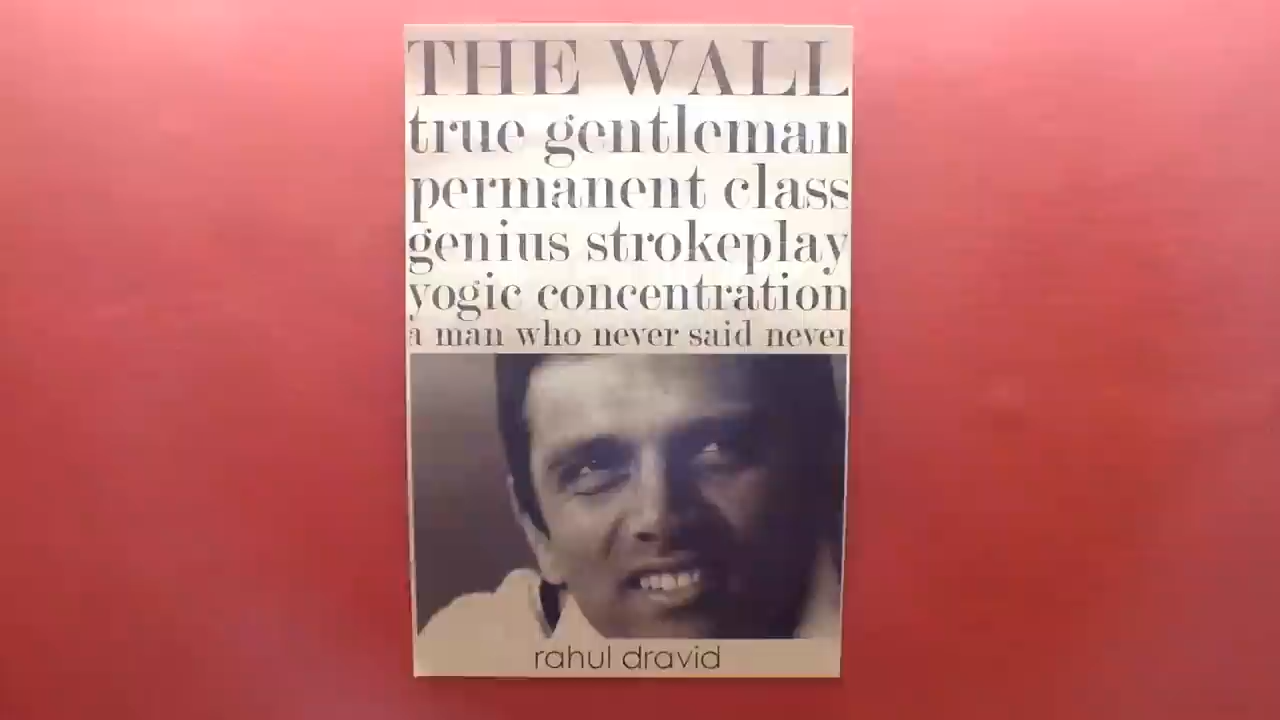 THE WALL
true gentleman
permanent class
genius strokeplay
yogic concentration
a man who never said never
rahul dravid